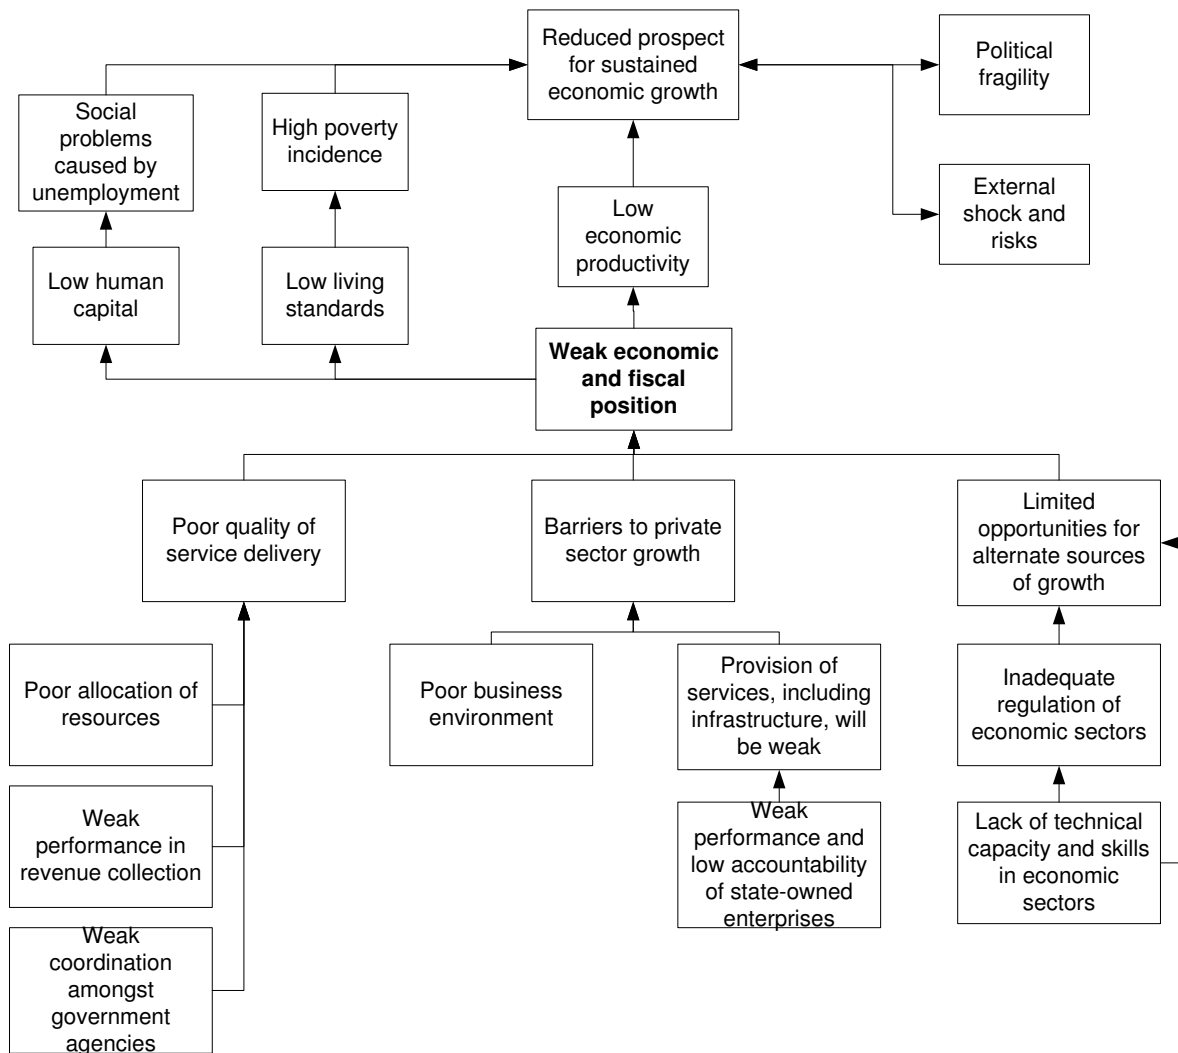 Reduced prospect
for sustained
economic growth
Political
fragility
Social
problems
caused by
unemployment
High poverty
incidence
External
shock and
risks
Low
economic
productivity
Low human
capital
Low living
standards
Weak economic
and fiscal
position
Poor quality of
service delivery
Barriers to private
sector growth
Limited
opportunities for
alternate sources
of growth
Poor allocation of
resources
Poor business
environment
Provision of
services, including
infrastructure, will
be weak
Inadequate
regulation of
economic sectors
Weak
performance in
revenue collection
Weak
performance and
low accountability
of state-owned
enterprises
Lack of technical
capacity and skills
in economic
sectors
Weak
coordination
amongst
government
agencies